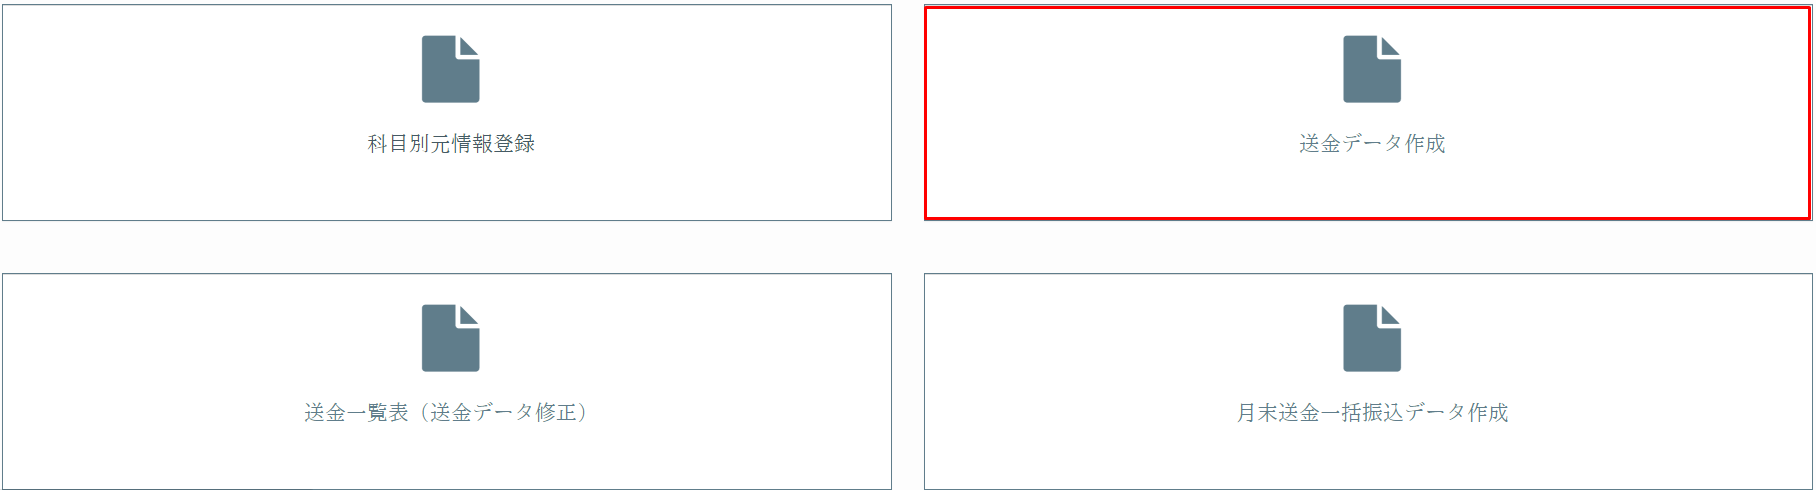 科目別元情報登録
送金データ作成
送金一覧表（送金データ修正）
月末送金一括振込データ作成